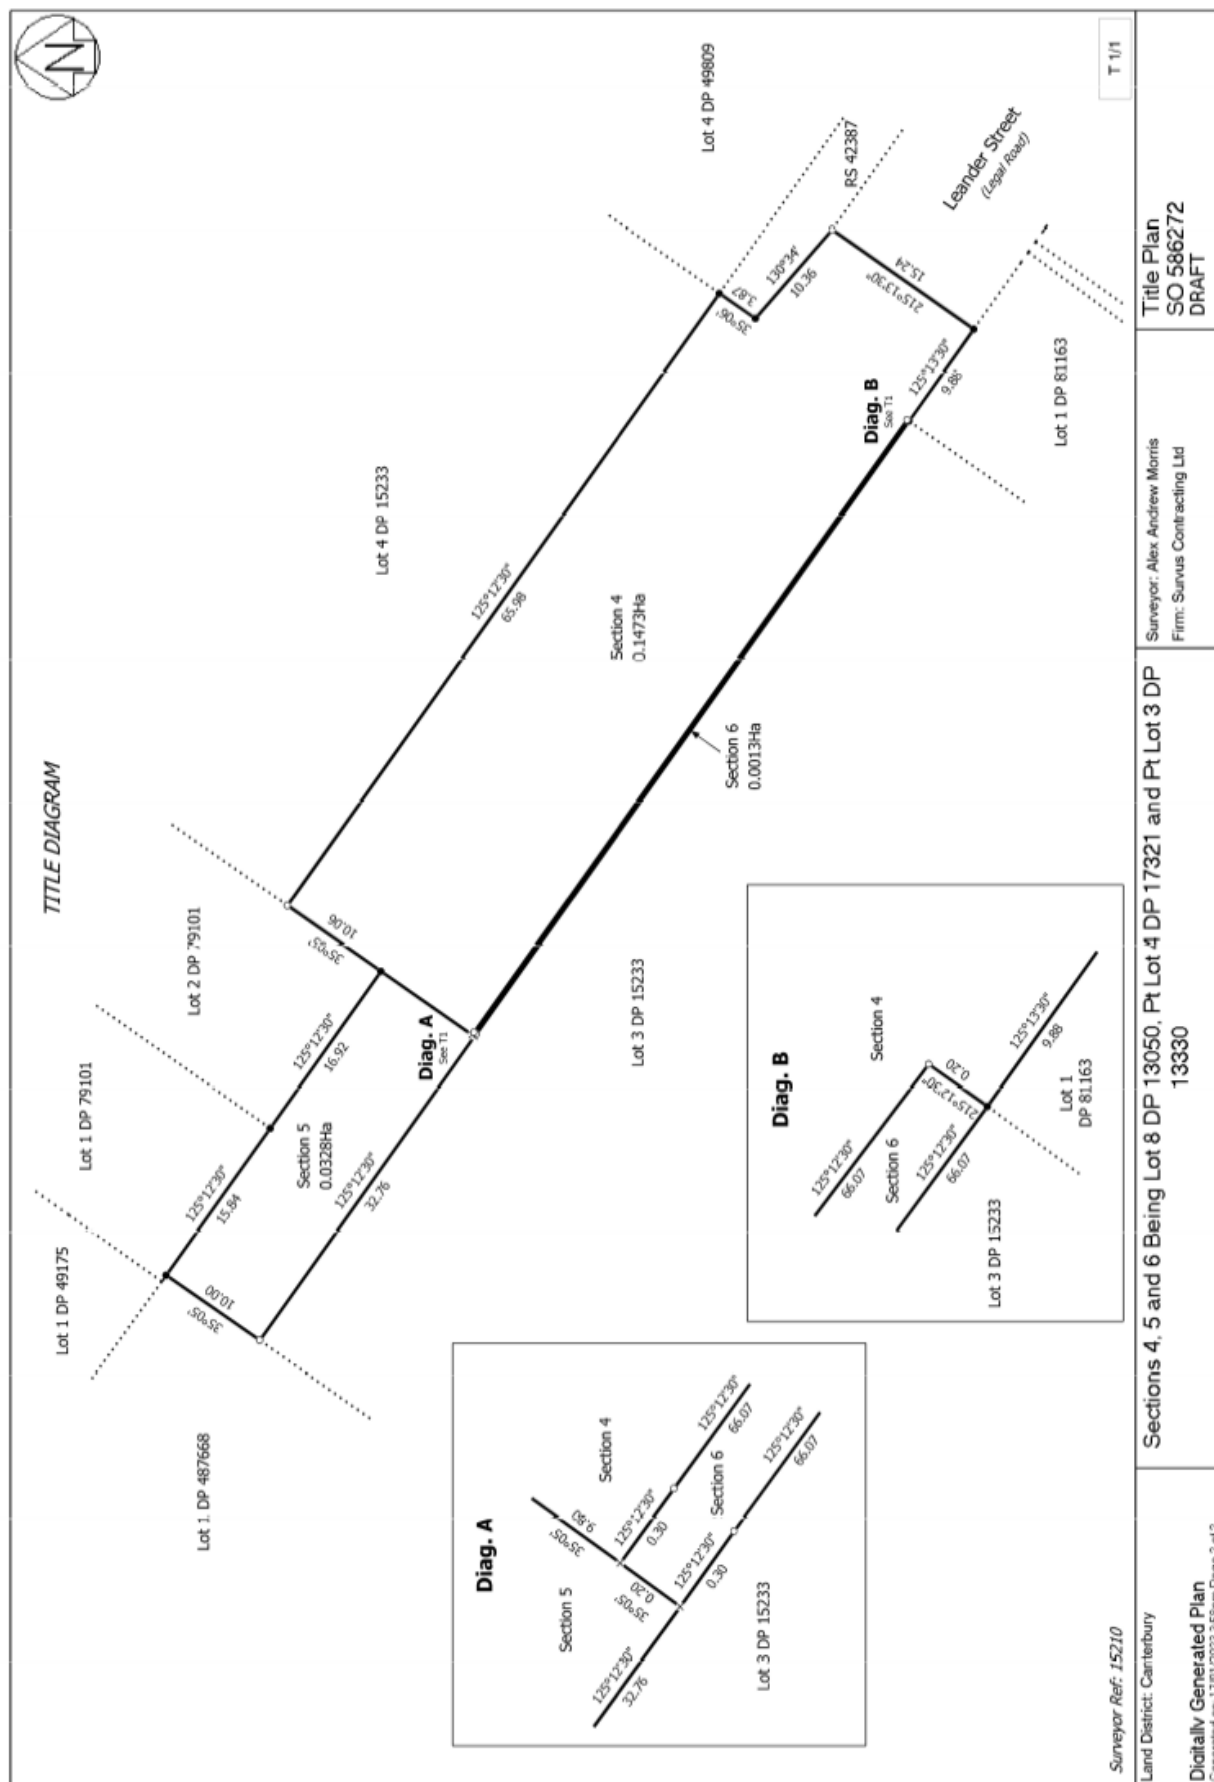 TITLE DIAGRAM
N
Lot 1 DP 487668
Lot 1 DP 49175
Lot 1 DP 79101
Lot 2 DP 79101
Lot 4 DP 15233
Lot 4 DP 49809
RS 42387
Leander Street
(Legal Road)
35°05'
10.00
125°12'30"
15.84
125°12'30"
16.92
35°05'
10.06
Section 5
0.0328Ha
125°12'30"
32.76
Diag. A
See T1
125°12'30"
65.98
Section 4
0.1473Ha
35°06'
3.87
130°34'
10.36
215°13'30"
15.24
125°13'30"
9.88
Diag. B
See T1
Section 6
0.0013Ha
Lot 3 DP 15233
Lot 1 DP 81163
Diag. A
Section 5
Section 4
35°05'
9.80
35°05'
0.20
125°12'30"
0.30
125°12'30"
66.07
Section 6
125°12'30"
32.76
125°12'30"
0.30
125°12'30"
66.07
Lot 3 DP 15233
Diag. B
Section 4
125°12'30"
66.07
Section 6
215°12'30"
0.20
125°12'30"
66.07
125°13'30"
9.88
Lot 3 DP 15233
Lot 1
DP 81163
Surveyor Ref: 15210
T 1/1
Land District: Canterbury
Digitally Generated Plan
Sections 4, 5 and 6 Being Lot 8 DP 13050, Pt Lot 4 DP 17321 and Pt Lot 3 DP
13330
Surveyor: Alex Andrew Morris
Firm: Survus Contracting Ltd
Title Plan
SO 586272
DRAFT